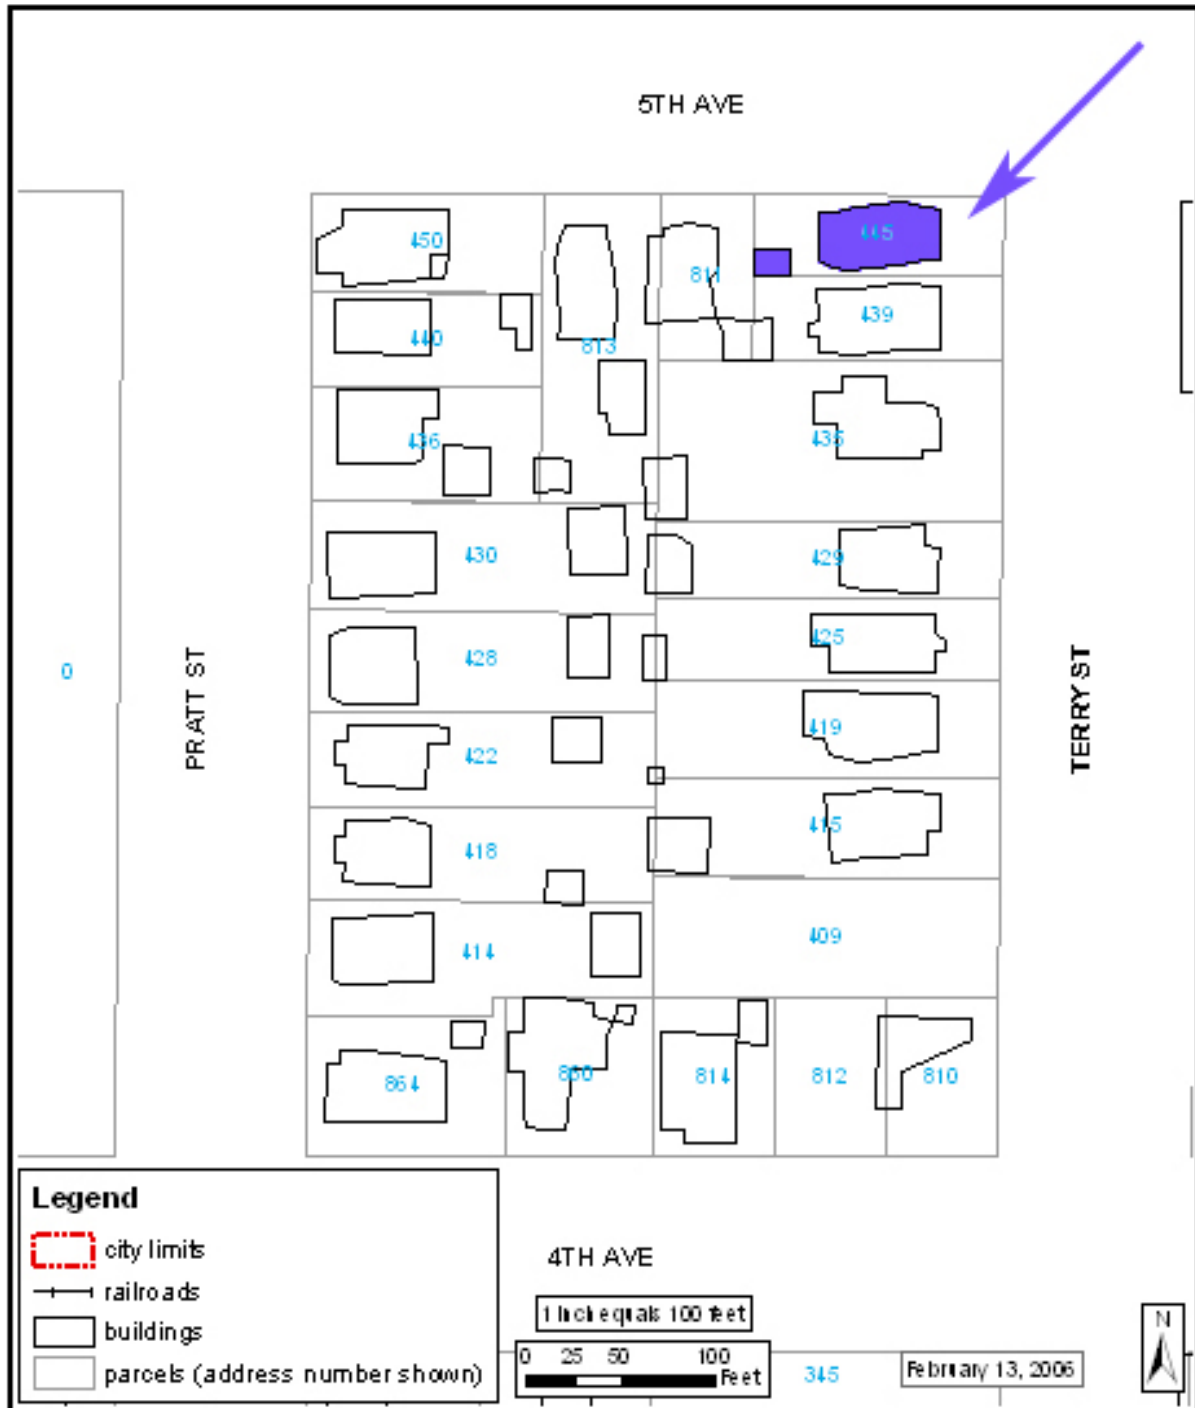 5TH AVE
450
445
811
439
440
813
436
435
430
429
428
425
0
PRATT ST
TERRY ST
422
419
418
415
414
409
864
814
812
810
Legend
city limits
railroads
buildings
parcels (address number shown)
4TH AVE
1 inch equals 100 feet
0 25 50 100
Feet
345
February 13, 2006
N